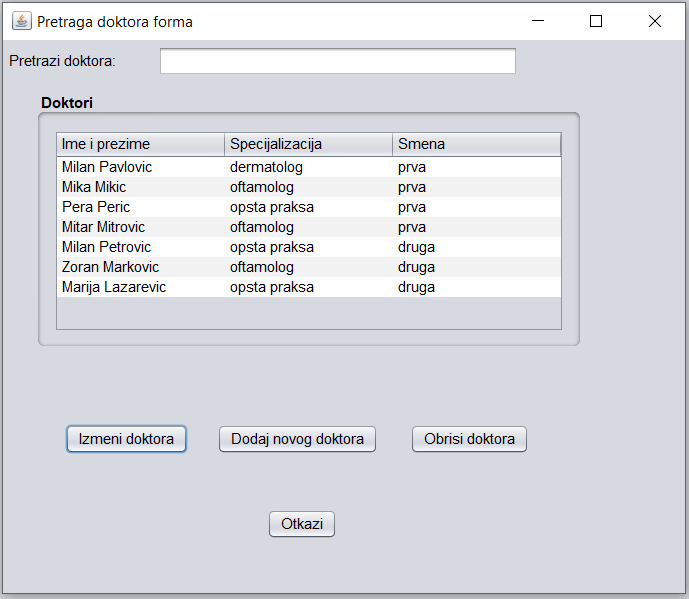 Pretraga doktora forma
Pretrazi doktora:
Doktori
Ime i prezime Specijalizacija Smena
Milan Pavlovic dermatolog prva
Mika Mikic oftamolog prva
Pera Peric opsta praksa prva
Mitar Mitrovic oftamolog prva
Milan Petrovic opsta praksa druga
Zoran Markovic oftamolog druga
Marija Lazarevic opsta praksa druga
Izmeni doktora Dodaj novog doktora Obrisi doktora
Otkazi